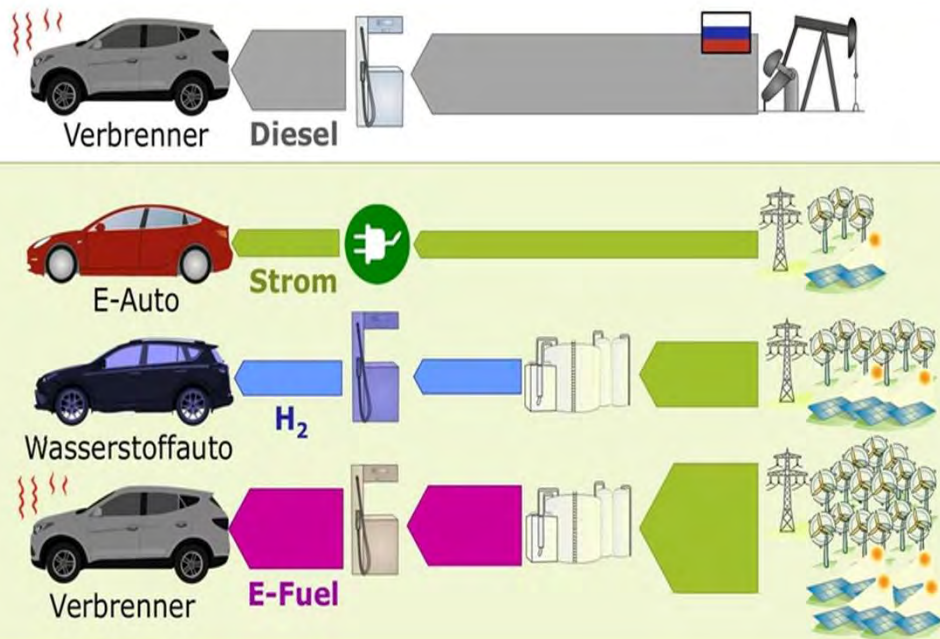 Verbrenner
Diesel
Strom
E-Auto
H₂
Wasserstoffauto
E-Fuel
Verbrenner